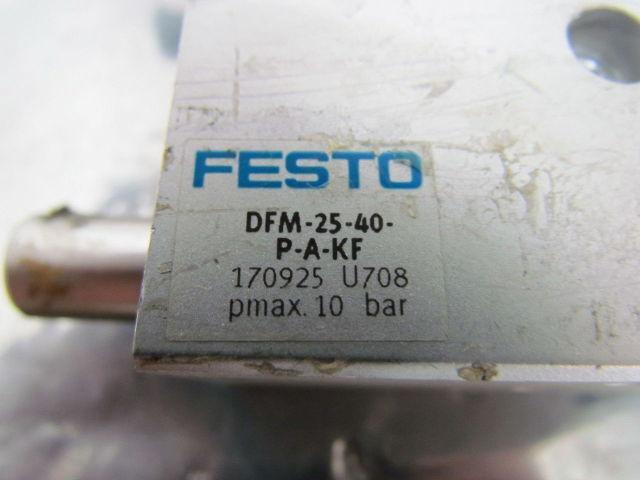 FESTO
DFM-25-40-
P-A-KF
170925 U708
pmax. 10 bar